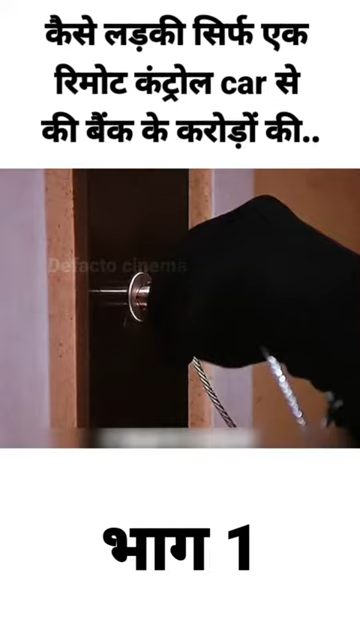 कैसे लड़की सिर्फ एक
रिमोट कंट्रोल car से
की बैंक के करोड़ों की..
Defacto cinema
भाग 1